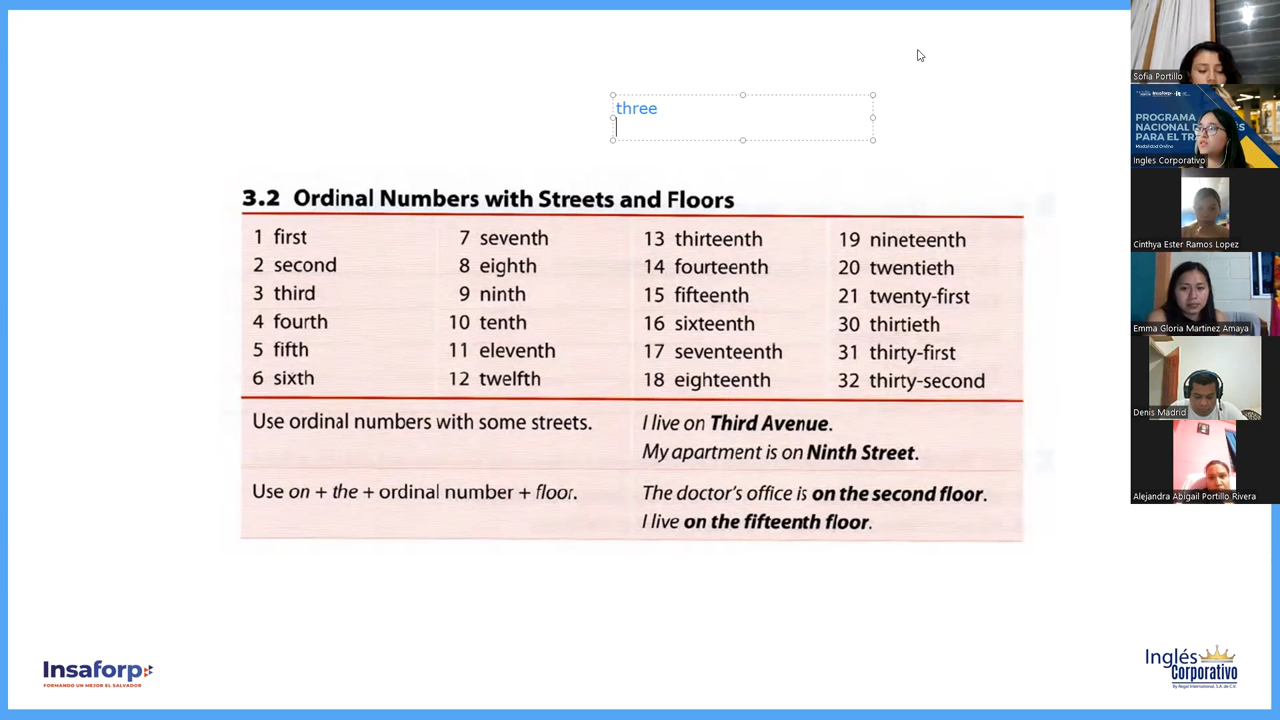 three
3.2 Ordinal Numbers with Streets and Floors
1 first
2 second
3 third
4 fourth
5 fifth
6 sixth
7 seventh
8 eighth
9 ninth
10 tenth
11 eleventh
12 twelfth
13 thirteenth
14 fourteenth
15 fifteenth
16 sixteenth
17 seventeenth
18 eighteenth
19 nineteenth
20 twentieth
21 twenty-first
30 thirtieth
31 thirty-first
32 thirty-second
Use ordinal numbers with some streets.
I live on Third Avenue.
My apartment is on Ninth Street.
Use on + the + ordinal number + floor.
The doctor's office is on the second floor.
I live on the fifteenth floor.
Insaforp
FORMANDO UN MEJOR EL SALVADOR
Inglés
Corporativo
By Regal International, S.A. de C.V.
Sofia Portillo
PROGRAMA
NACIONAL
PARA EL
Modalidad Online
Ingles Corporativo
Cinthya Ester Ramos Lopez
Emma Gloria Martinez Amaya
Denis Madrid
Alejandra Abigail Portillo Rivera